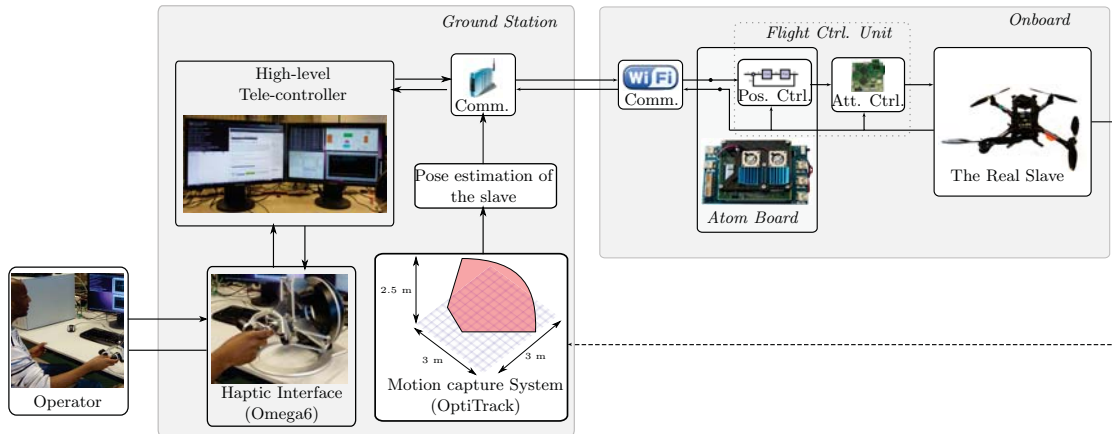 Ground Station
Onboard
High-level
Tele-controller
Comm.
WiFi
Comm.
Flight Ctrl. Unit
Pos. Ctrl.
Att. Ctrl.
The Real Slave
Atom Board
Pose estimation of
the slave
2.5 m
3 m
3 m
Motion capture System
(OptiTrack)
Haptic Interface
(Omega6)
Operator